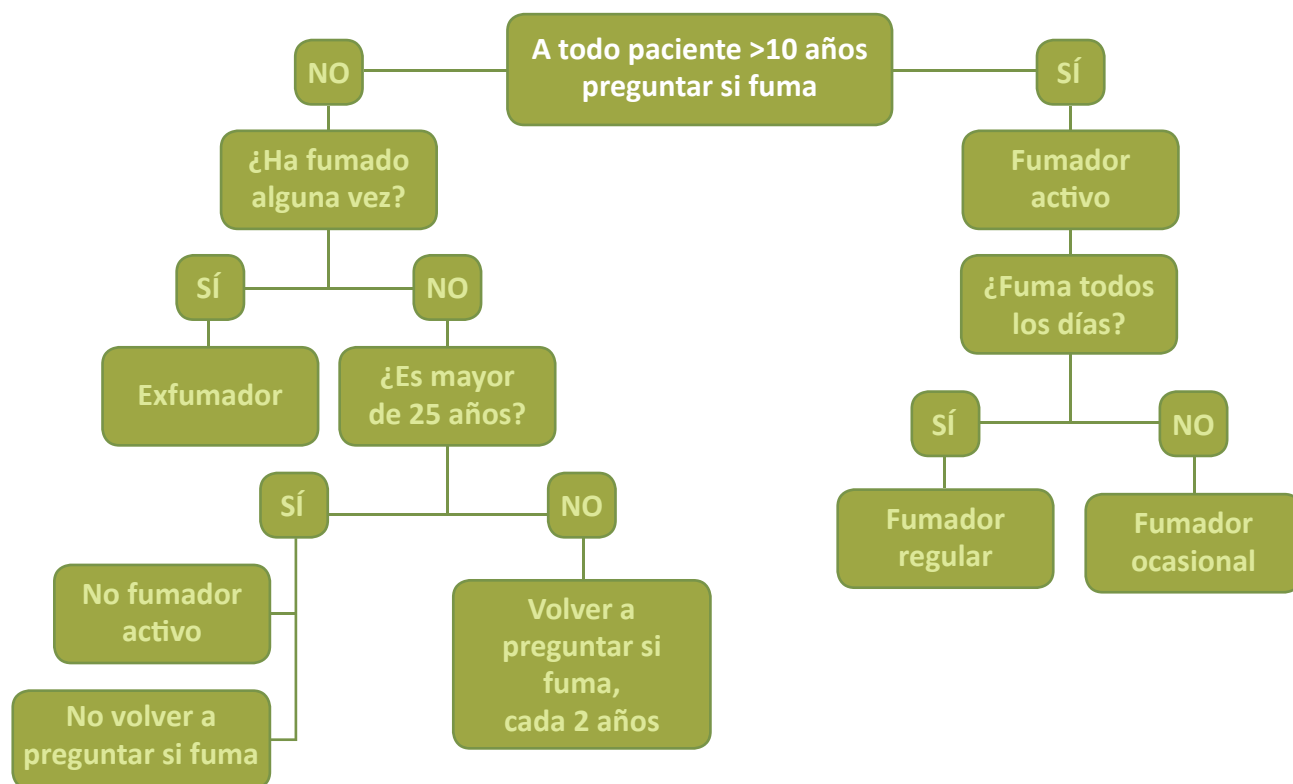 A todo paciente >10 años
preguntar si fuma
NO
SÍ
¿Ha fumado
alguna vez?
Fumador
activo
SÍ
NO
¿Fuma todos
los días?
Exfumador
¿Es mayor
de 25 años?
SÍ
NO
SÍ
NO
Fumador
regular
Fumador
ocasional
No fumador
activo
Volver a
preguntar si
fuma,
cada 2 años
No volver a
preguntar si fuma